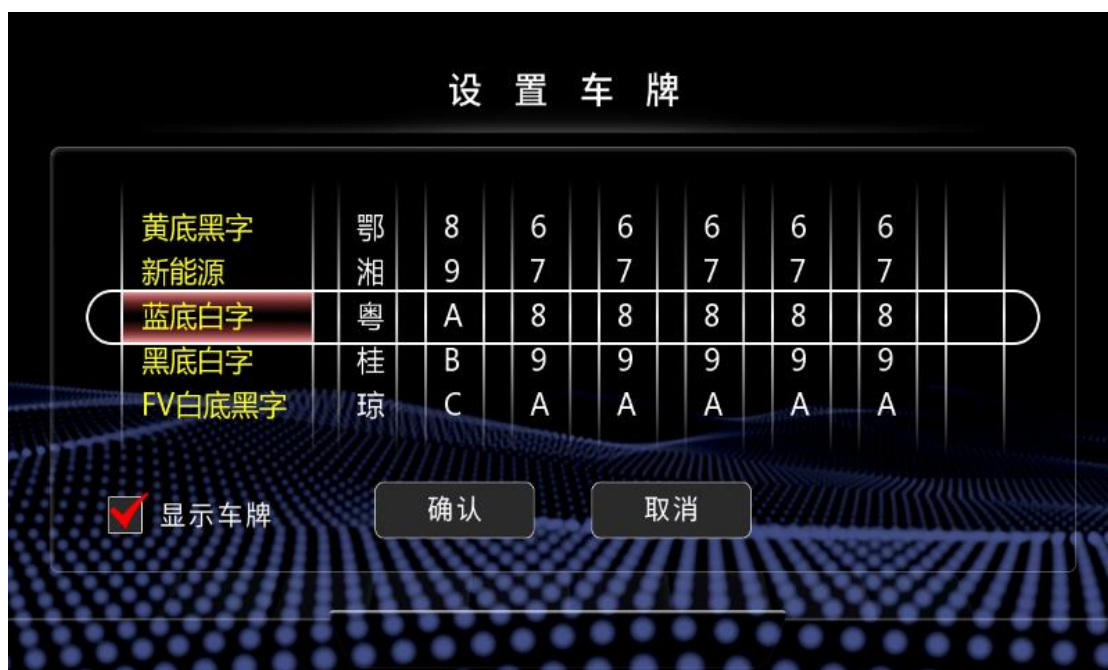 设置车牌
黄底黑字 鄂 8 6 6 6 6 6
新能源 湘 9 7 7 7 7 7
蓝底白字 粤 A 8 8 8 8 8
黑底白字 桂 B 9 9 9 9 9
FV白底黑字 琼 C A A A A A
显示车牌 确认 取消